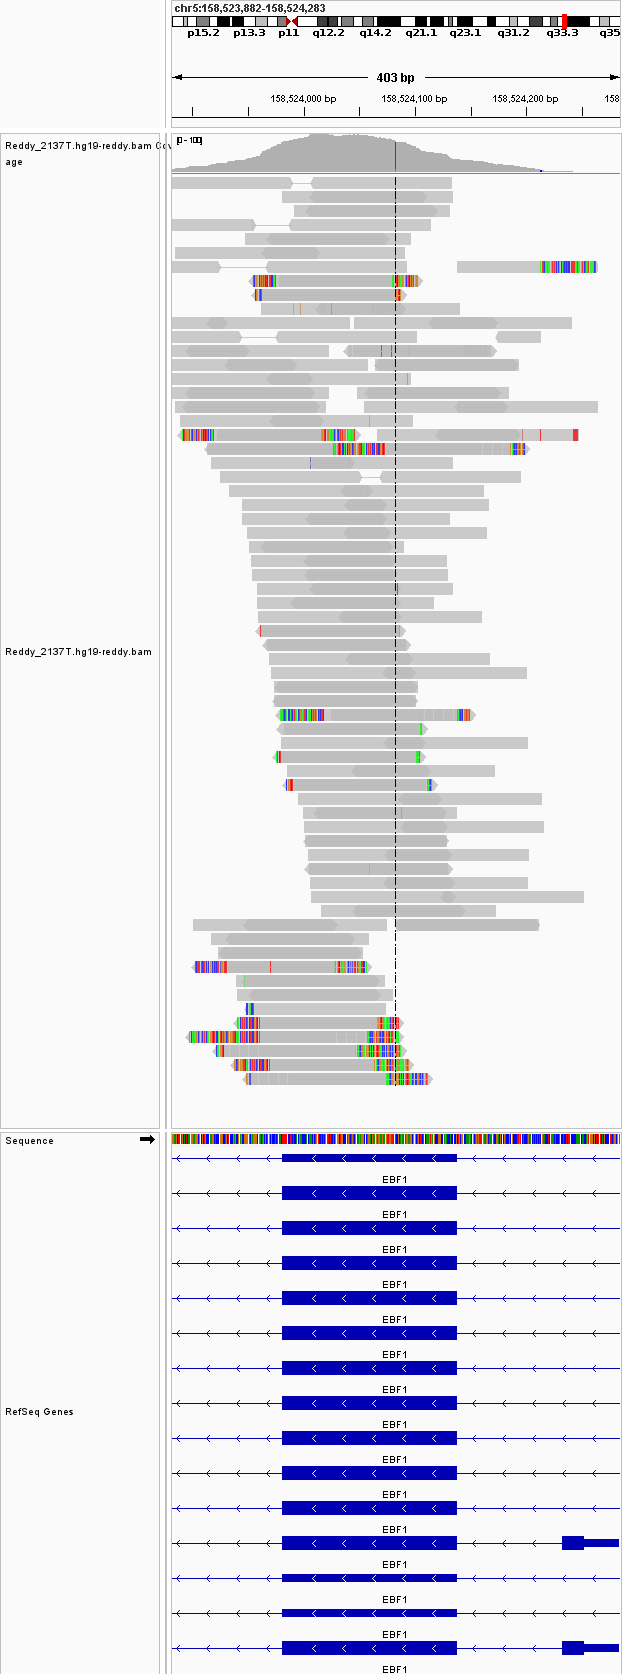 chr5:158,523,882-158,524,283
p15.2 p13.3 p11 q12.2 q14.2 q21.1 q23.1 q31.2 q33.3 q35
403 bp
158,524,000 bp 158,524,100 bp 158,524,200 bp 158
Reddy_2137T.hg19-reddy.bam Cov
age
[0 - 100]
Reddy_2137T.hg19-reddy.bam
Sequence
EBF1
EBF1
EBF1
EBF1
EBF1
EBF1
EBF1
RefSeq Genes
EBF1
EBF1
EBF1
EBF1
EBF1
EBF1
EBF1
EBF1